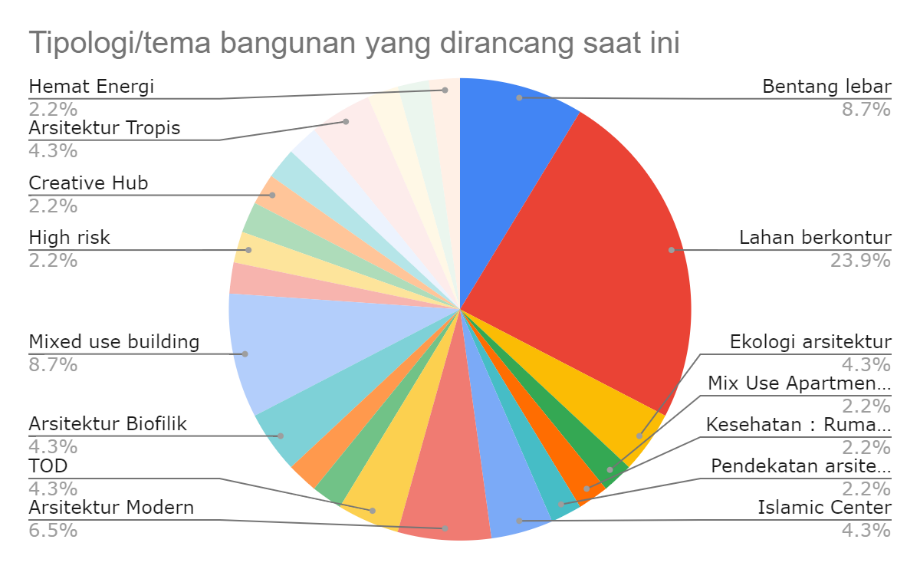 Tipologi/tema bangunan yang dirancang saat ini
Hemat Energi
2.2%
Arsitektur Tropis
4.3%
Creative Hub
2.2%
High risk
2.2%
Mixed use building
8.7%
Arsitektur Biofilik
4.3%
TOD
4.3%
Arsitektur Modern
6.5%
Bentang lebar
8.7%
Lahan berkontur
23.9%
Ekologi arsitektur
4.3%
Mix Use Apartmen...
2.2%
Kesehatan : Ruma...
2.2%
Pendekatan arsite...
2.2%
Islamic Center
4.3%